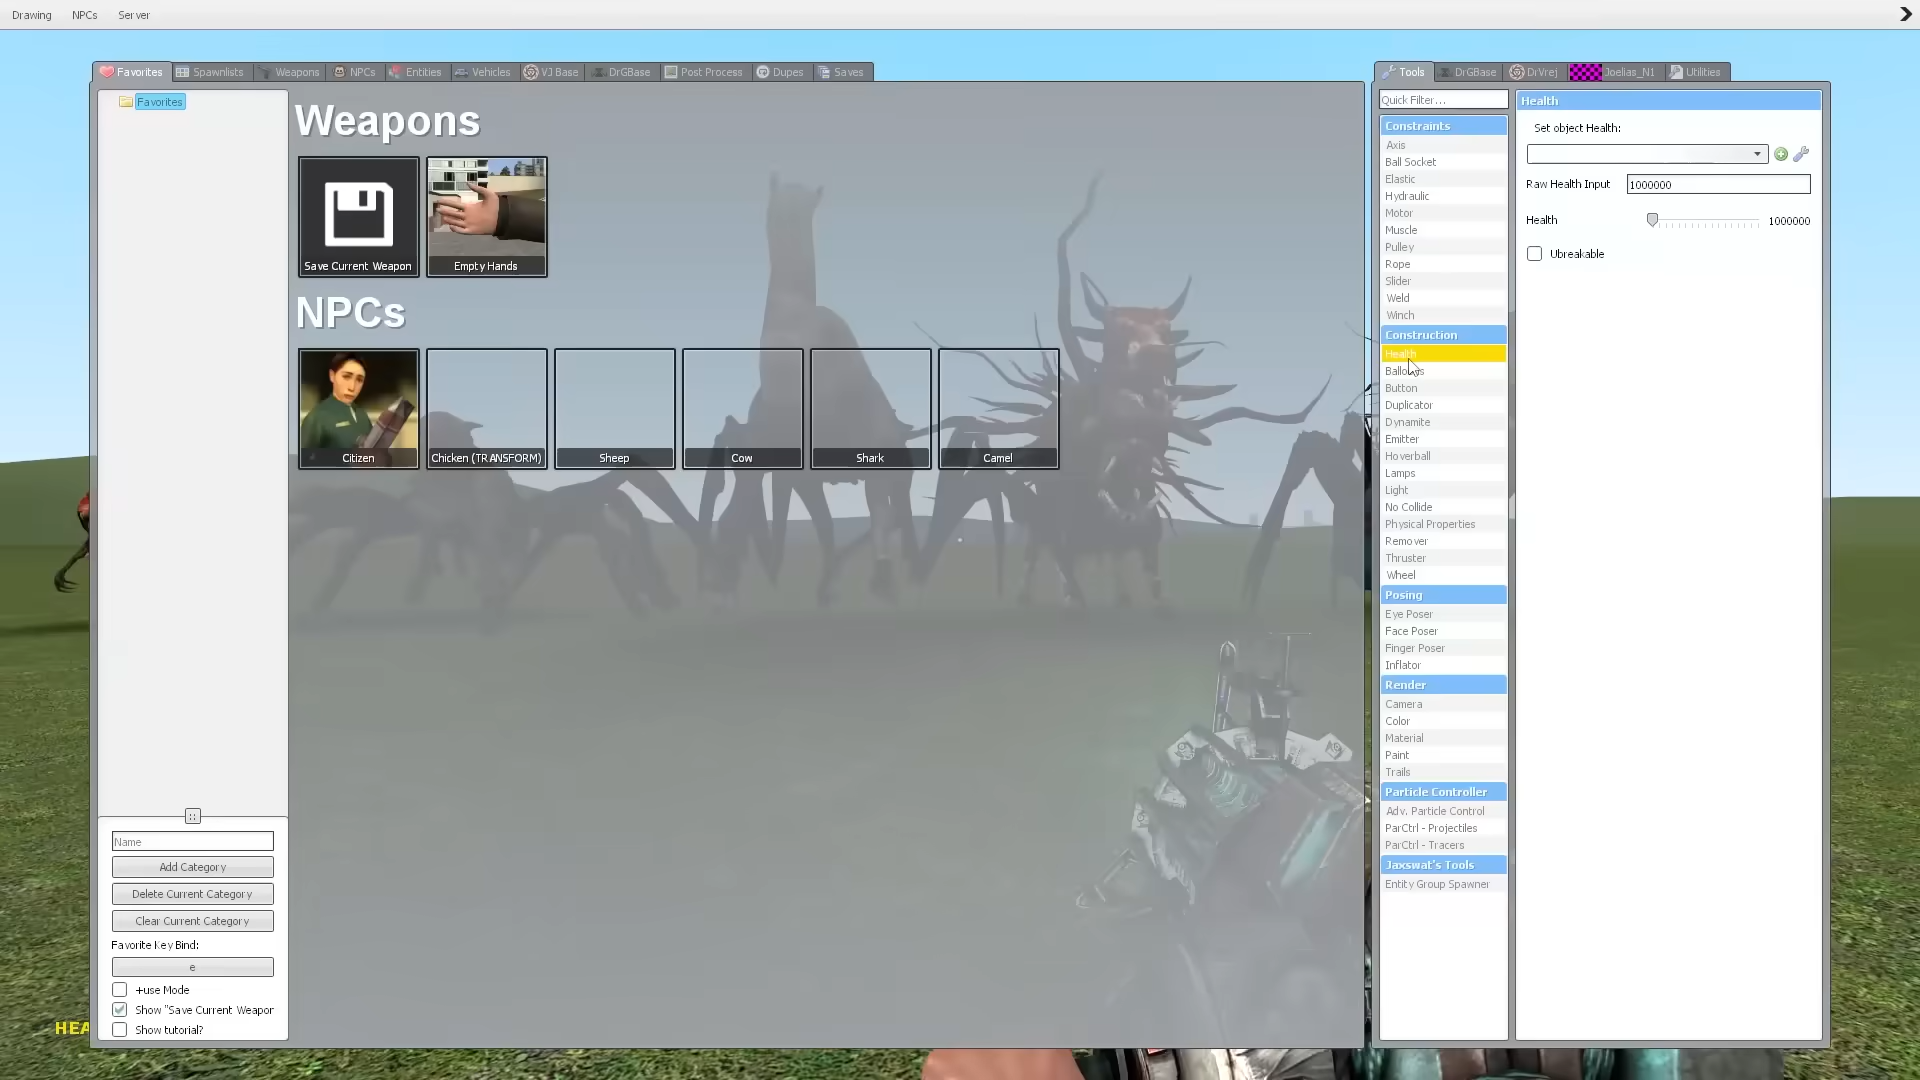 Drawing NPCs Server
Favorites Spawnlists Weapons NPCs Entities Vehicles VJ Base DrGBase Post Process Dupes Saves
Tools DrGBase DrVrej Joelias_N1 Utilities
Favorites
Weapons
Save Current Weapon
Empty Hands
NPCs
Citizen
Chicken (TRANSFORM)
Sheep
Cow
Shark
Camel
Name
Add Category
Delete Current Category
Clear Current Category
Favorite Key Bind:
e
+use Mode
Show "Save Current Weapor
Show tutorial?
HEA
Quick Filter...
Constraints
Axis
Ball Socket
Elastic
Hydraulic
Motor
Muscle
Pulley
Rope
Slider
Weld
Winch
Construction
Health
Balloons
Button
Duplicator
Dynamite
Emitter
Hoverball
Lamps
Light
No Collide
Physical Properties
Remover
Thruster
Wheel
Posing
Eye Poser
Face Poser
Finger Poser
Inflator
Render
Camera
Color
Material
Paint
Trails
Particle Controller
Adv. Particle Control
ParCtrl - Projectiles
ParCtrl - Tracers
Jaxswat's Tools
Entity Group Spawner
Health
Set object Health:
Raw Health Input 1000000
Health 1000000
Ubreakable